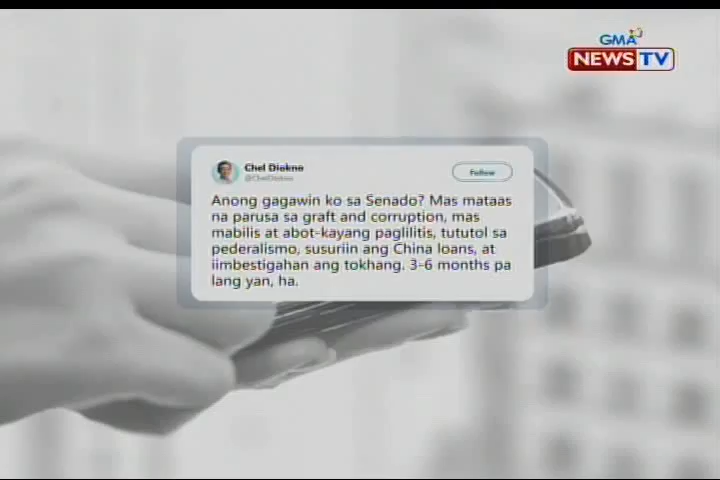 GMA
NEWS TV
Chel Diokno
@ChelDiokno
Follow
Anong gagawin ko sa Senado? Mas mataas
na parusa sa graft and corruption, mas
mabilis at abot-kayang paglilitis, tututol sa
pederalismo, susuriin ang China loans, at
iimbestigahan ang tokhang. 3-6 months pa
lang yan, ha.